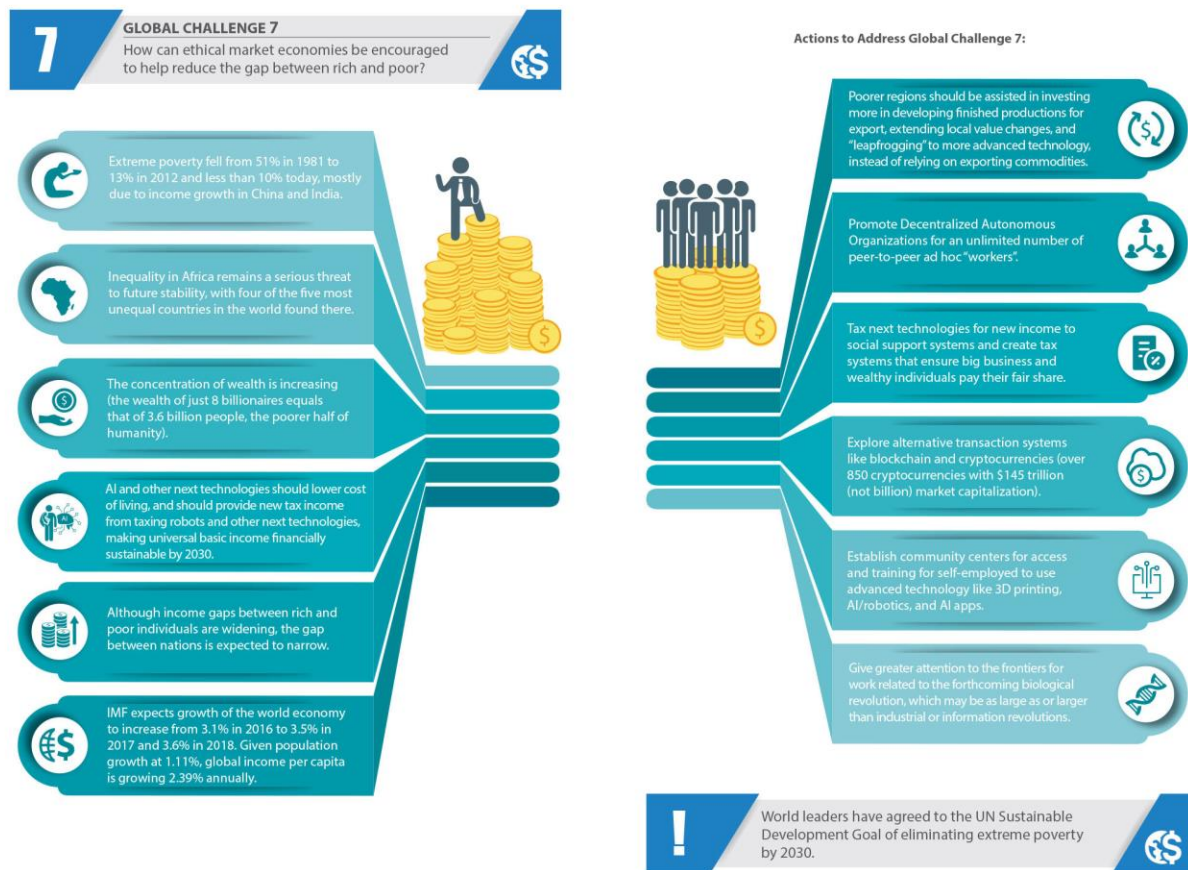 7
GLOBAL CHALLENGE 7
How can ethical market economies be encouraged
to help reduce the gap between rich and poor?
Extreme poverty fell from 51% in 1981 to
13% in 2012 and less than 10% today, mostly
due to income growth in China and India.
Inequality in Africa remains a serious threat
to future stability, with four of the five most
unequal countries in the world found there.
The concentration of wealth is increasing
(the wealth of just 8 billionaires equals
that of 3.6 billion people, the poorer half of
humanity).
AI and other next technologies should lower cost
of living, and should provide new tax income
from taxing robots and other next technologies,
making universal basic income financially
sustainable by 2030.
Although income gaps between rich and
poor individuals are widening, the gap
between nations is expected to narrow.
IMF expects growth of the world economy
to increase from 3.1% in 2016 to 3.5% in
2017 and 3.6% in 2018. Given population
growth at 1.11%, global income per capita
is growing 2.39% annually.
Actions to Address Global Challenge 7:
Poorer regions should be assisted in investing
more in developing finished productions for
export, extending local value changes, and
"leapfrogging" to more advanced technology,
instead of relying on exporting commodities.
Promote Decentralized Autonomous
Organizations for an unlimited number of
peer-to-peer ad hoc "workers".
Tax next technologies for new income to
social support systems and create tax
systems that ensure big business and
wealthy individuals pay their fair share.
Explore alternative transaction systems
like blockchain and cryptocurrencies (over
850 cryptocurrencies with $145 trillion
(not billion) market capitalization).
Establish community centers for access
and training for self-employed to use
advanced technology like 3D printing,
AI/robotics, and AI apps.
Give greater attention to the frontiers for
work related to the forthcoming biological
revolution, which may be as large as or larger
than industrial or information revolutions.
!
World leaders have agreed to the UN Sustainable
Development Goal of eliminating extreme poverty
by 2030.